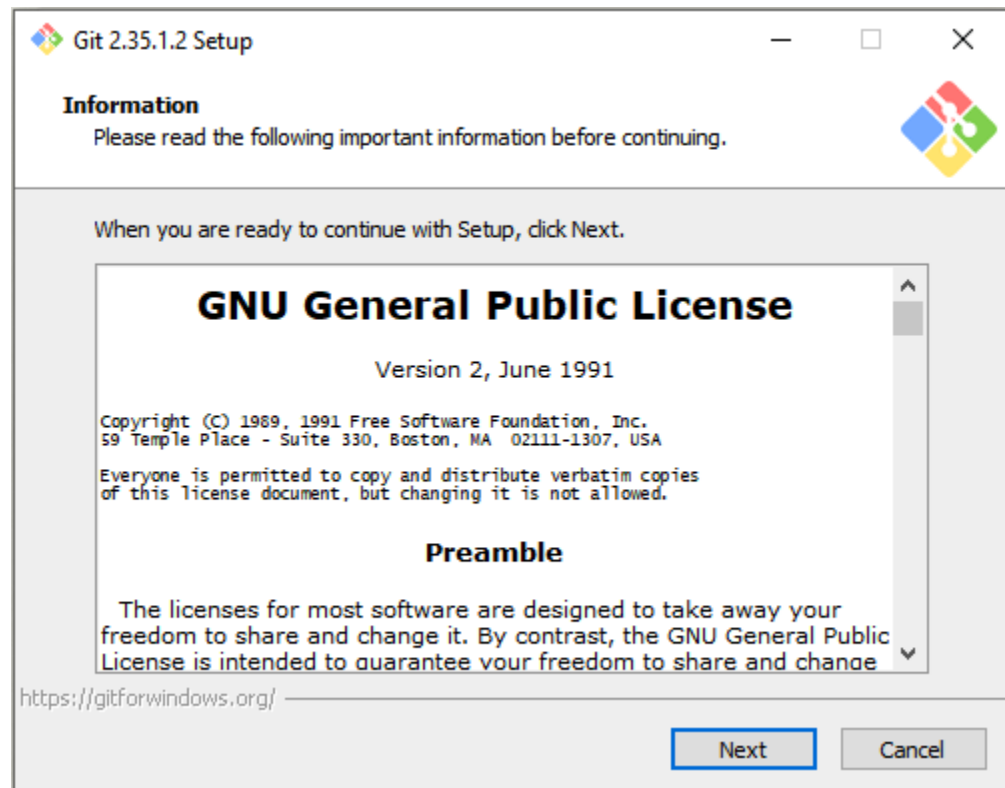 Git 2.35.1.2 Setup
Information
Please read the following important information before continuing.
When you are ready to continue with Setup, click Next.
GNU General Public License
Version 2, June 1991
Copyright (C) 1989, 1991 Free Software Foundation, Inc.
59 Temple Place - Suite 330, Boston, MA  02111-1307, USA
Everyone is permitted to copy and distribute verbatim copies
of this license document, but changing it is not allowed.
Preamble
The licenses for most software are designed to take away your
freedom to share and change it. By contrast, the GNU General Public
License is intended to guarantee your freedom to share and change
https://gitforwindows.org/
Next
Cancel